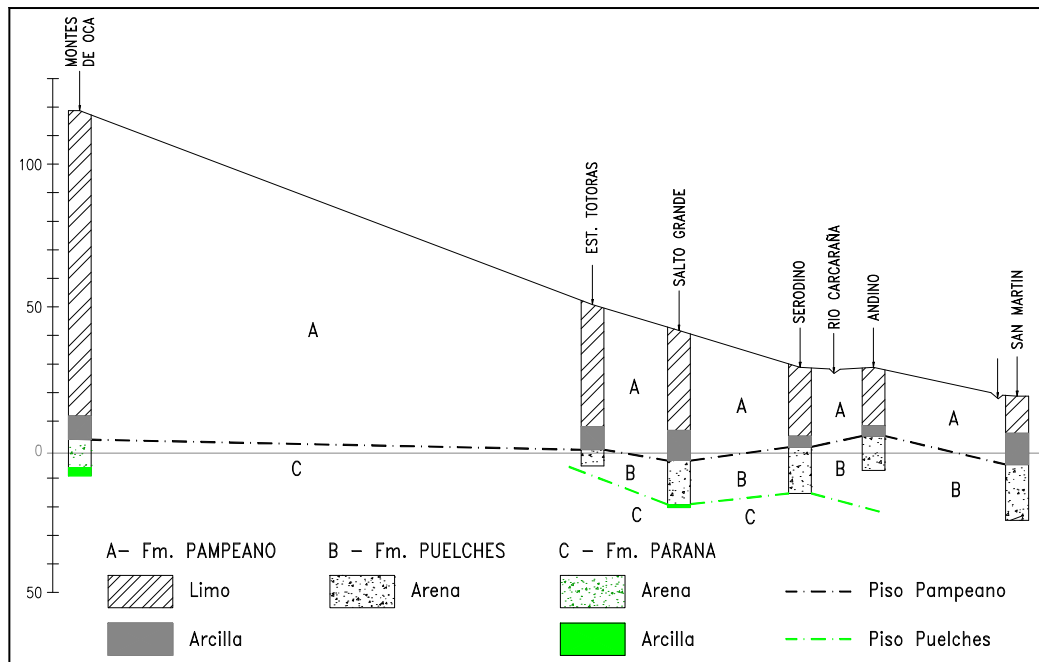 MONTES
DE OCA
EST. TOTORAS
SALTO GRANDE
SERODINO
RIO CARCARAÑA
ANDINO
SAN MARTIN
100
50
0
50
A
A
A
A
A
B
B
B
B
C
C
C
A- Fm. PAMPEANO
B - Fm. PUELCHES
C - Fm. PARANA
Limo
Arena
Arena
Piso Pampeano
Arcilla
Arcilla
Piso Puelches